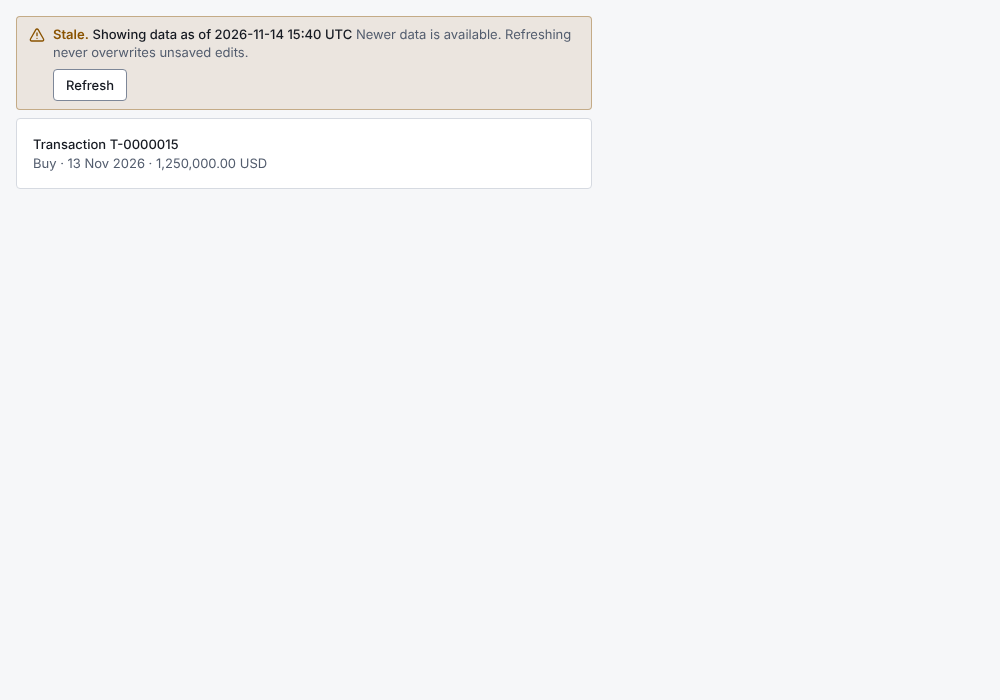 Stale. Showing data as of 2026-11-14 15:40 UTC Newer data is available. Refreshing
never overwrites unsaved edits.
Refresh
Transaction T-0000015
Buy · 13 Nov 2026 · 1,250,000.00 USD